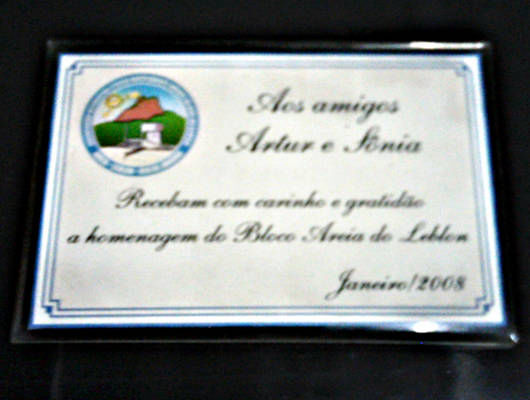 Aos amigos
Artur e Sônia
Recebam com carinho e gratidão
a homenagem do Bloco Areia do Leblon
Janeiro/2008